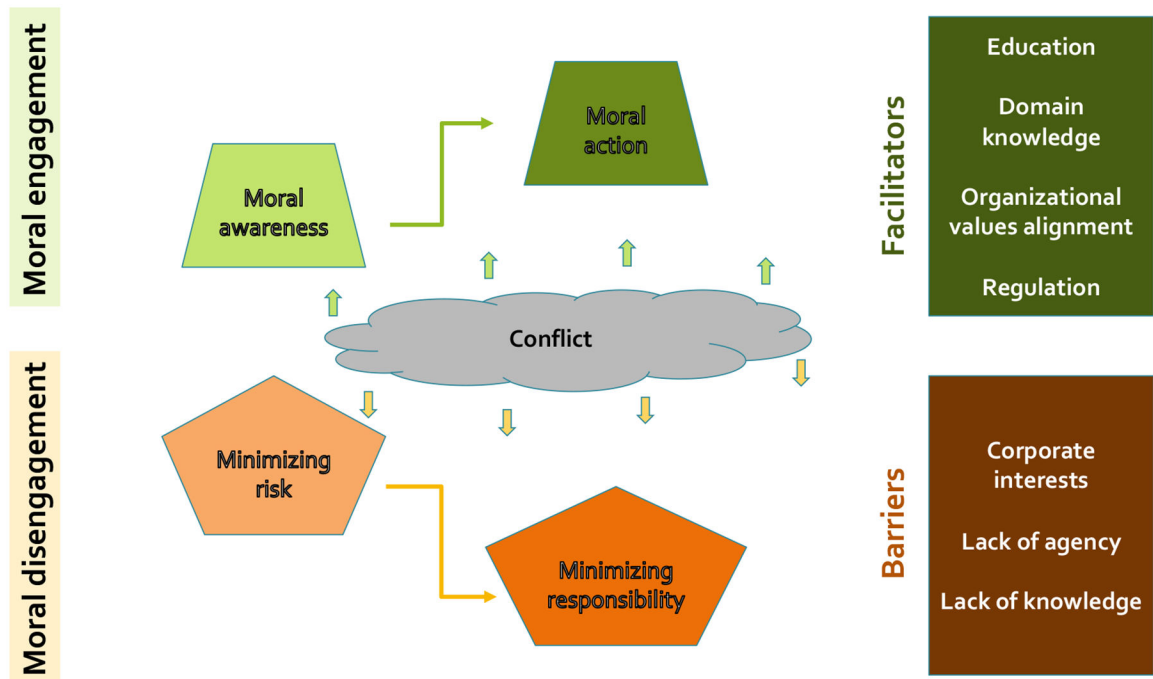 Moral engagement
Moral
awareness
Moral
action
Facilitators
Education
Domain
knowledge
Organizational
values alignment
Regulation
Conflict
Moral disengagement
Minimizing
risk
Minimizing
responsibility
Barriers
Corporate
interests
Lack of agency
Lack of knowledge